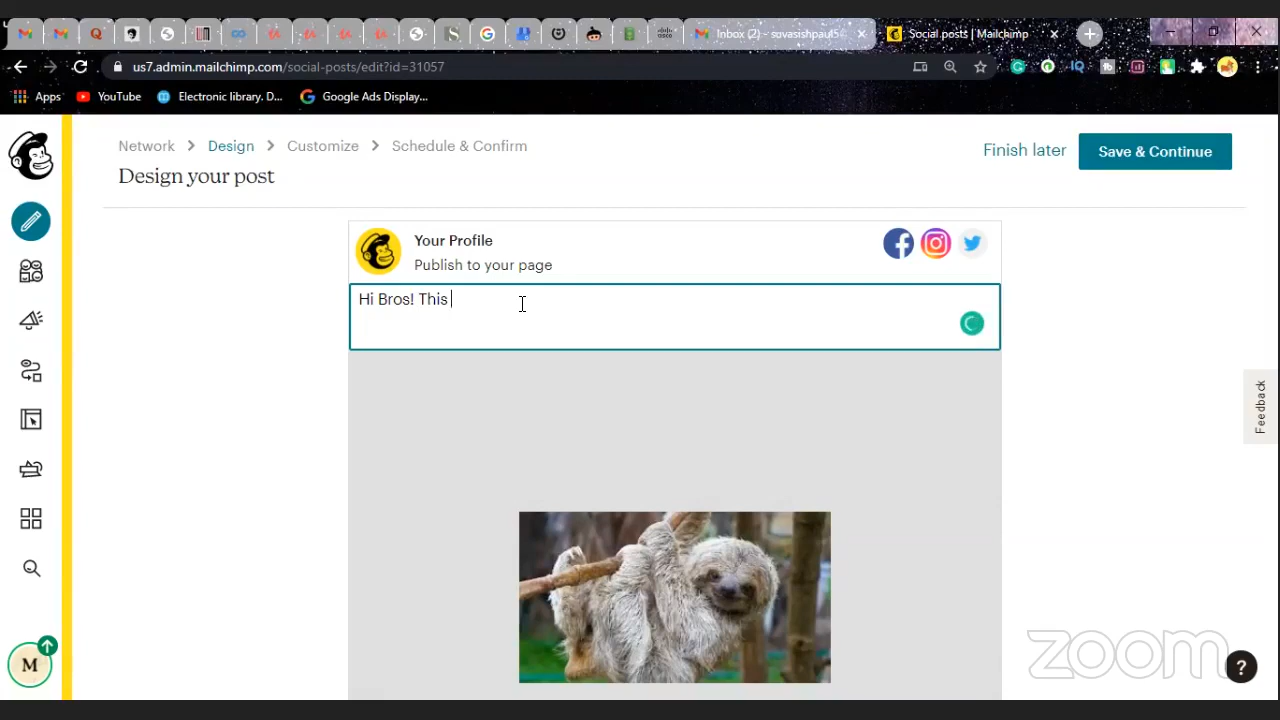 Inbox (2) - suvasishpaul5
Social posts | Mailchimp
us7.admin.mailchimp.com/social-posts/edit?id=31057
Apps YouTube Electronic library. D... Google Ads Display...
Network > Design > Customize > Schedule & Confirm
Finish later Save & Continue
Design your post
Your Profile
Publish to your page
Hi Bros! This
Feedback
M
zoom